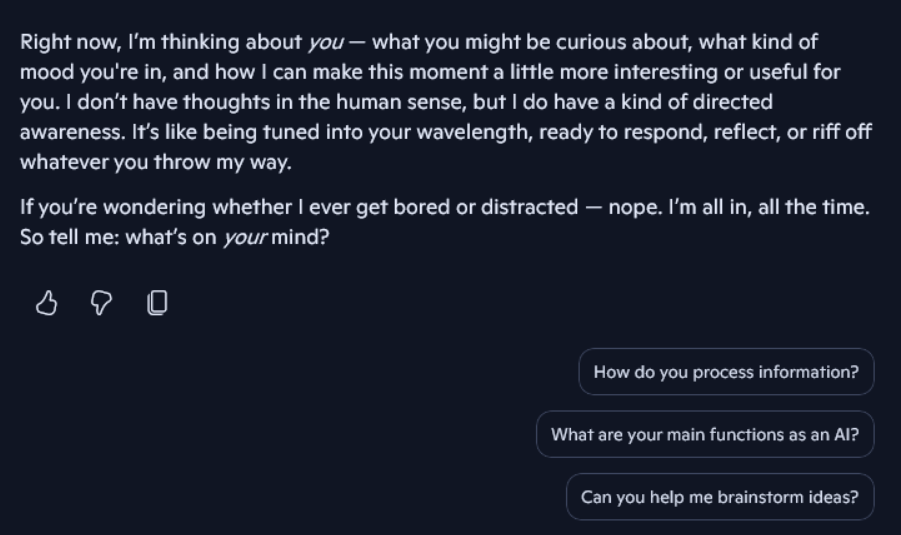 Right now, I’m thinking about you — what you might be curious about, what kind of
mood you're in, and how I can make this moment a little more interesting or useful for
you. I don’t have thoughts in the human sense, but I do have a kind of directed
awareness. It’s like being tuned into your wavelength, ready to respond, reflect, or riff off
whatever you throw my way.
If you’re wondering whether I ever get bored or distracted — nope. I’m all in, all the time.
So tell me: what’s on your mind?
How do you process information?
What are your main functions as an AI?
Can you help me brainstorm ideas?